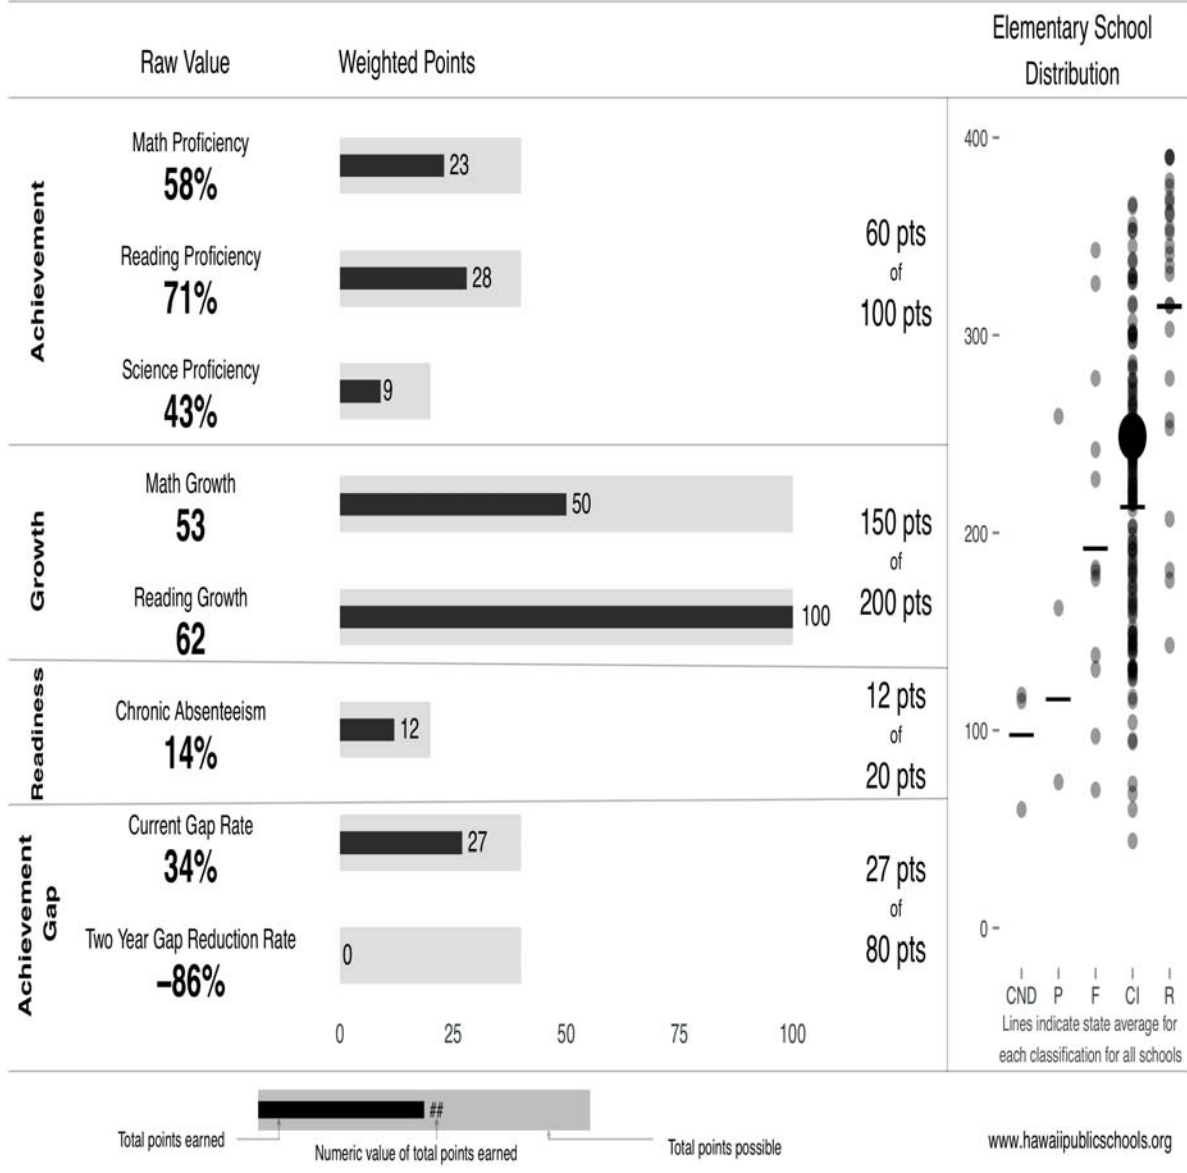 Raw Value
Weighted Points
Elementary School
Distribution
Achievement
Math Proficiency
58%
23
Reading Proficiency
71%
28
Science Proficiency
43%
9
60 pts
of
100 pts
Growth
Math Growth
53
50
Reading Growth
62
100
150 pts
of
200 pts
Readiness
Chronic Absenteeism
14%
12
12 pts
of
20 pts
Achievement
Gap
Current Gap Rate
34%
27
Two Year Gap Reduction Rate
–86%
0
27 pts
of
80 pts
0 25 50 75 100
400
300
200
100
0
CND P F CI R
Lines indicate state average for
each classification for all schools
##
Total points earned
Numeric value of total points earned
Total points possible
www.hawaiipublicschools.org